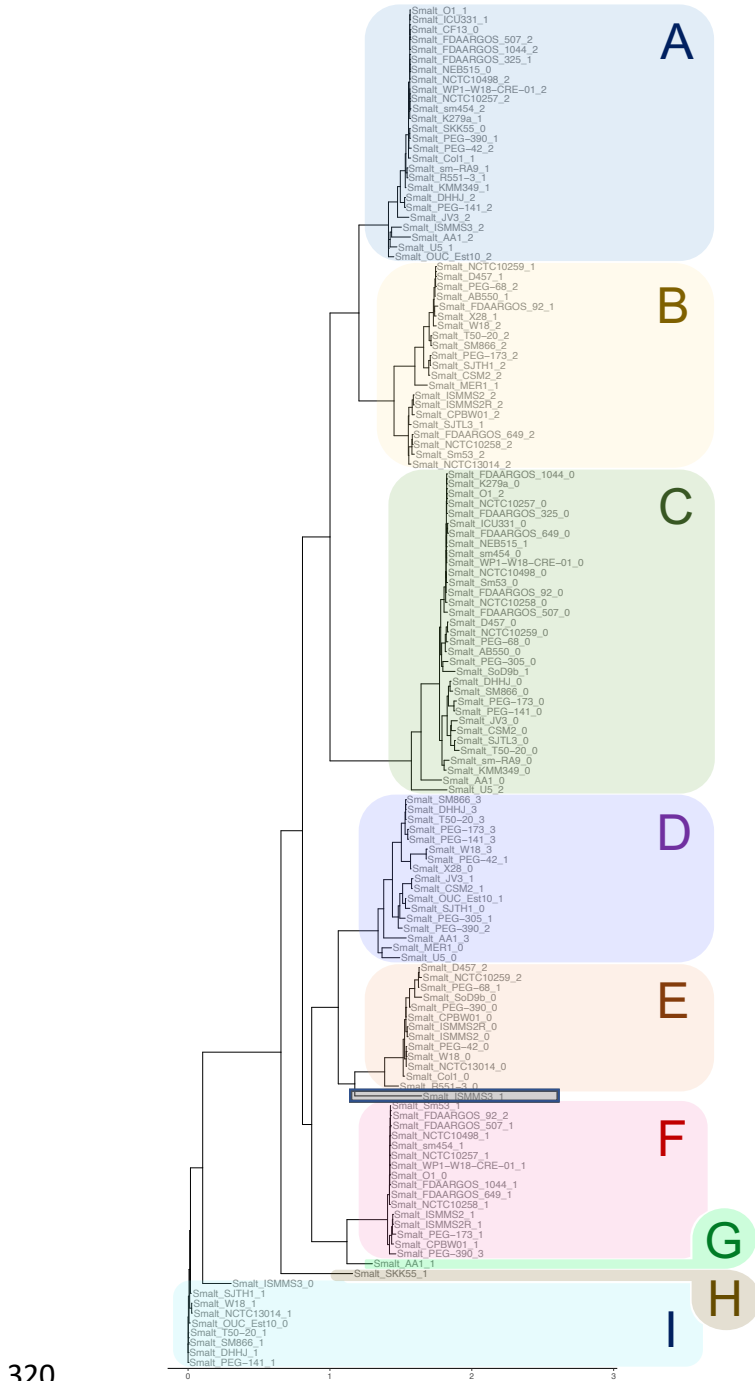 Smalt_O1_1
Smalt_ICU331_1
Smalt_CF13_0
Smalt_FDAARGOS_507_2
Smalt_FDAARGOS_1044_2
Smalt_FDAARGOS_325_1
Smalt_NEB515_0
Smalt_NCTC10498_2
Smalt_WP1-W18-CRE-01_2
Smalt_NCTC10257_2
Smalt_sm454_2
Smalt_K279a_1
Smalt_SKK55_0
Smalt_PEG-390_1
Smalt_PEG-42_2
Smalt_Col1_1
Smalt_sm-RA9_1
Smalt_R551-3_1
Smalt_KMM349_1
Smalt_DHHJ_2
Smalt_PEG-141_2
Smalt_JV3_2
Smalt_ISMMS3_2
Smalt_AA1_2
Smalt_U5_1
Smalt_OUC_Est10_2
A
Smalt_NCTC10259_1
Smalt_D457_1
Smalt_PEG-68_2
Smalt_AB550_1
Smalt_FDAARGOS_92_1
Smalt_X28_1
Smalt_W18_2
Smalt_T50-20_2
Smalt_SM866_2
Smalt_PEG-173_2
Smalt_SJTH1_2
Smalt_CSM2_2
Smalt_MER1_1
Smalt_ISMMS2_2
Smalt_ISMMS2R_2
Smalt_CPBW01_2
Smalt_SJTL3_1
Smalt_FDAARGOS_649_2
Smalt_NCTC10258_2
Smalt_Sm53_2
Smalt_NCTC13014_2
B
Smalt_FDAARGOS_1044_0
Smalt_K279a_0
Smalt_O1_2
Smalt_NCTC10257_0
Smalt_FDAARGOS_325_0
Smalt_ICU331_0
Smalt_FDAARGOS_649_0
Smalt_NEB515_1
Smalt_sm454_0
Smalt_WP1-W18-CRE-01_0
Smalt_NCTC10498_0
Smalt_Sm53_0
Smalt_FDAARGOS_92_0
Smalt_NCTC10258_0
Smalt_FDAARGOS_507_0
Smalt_D457_0
Smalt_NCTC10259_0
Smalt_PEG-68_0
Smalt_AB550_0
Smalt_PEG-305_0
Smalt_SoD9b_1
Smalt_DHHJ_0
Smalt_SM866_0
Smalt_PEG-173_0
Smalt_PEG-141_0
Smalt_JV3_0
Smalt_CSM2_0
Smalt_SJTL3_0
Smalt_T50-20_0
Smalt_sm-RA9_0
Smalt_KMM349_0
Smalt_AA1_0
Smalt_U5_2
C
Smalt_SM866_3
Smalt_DHHJ_3
Smalt_T50-20_3
Smalt_PEG-173_3
Smalt_PEG-141_3
Smalt_W18_3
Smalt_PEG-42_1
Smalt_X28_0
Smalt_JV3_1
Smalt_CSM2_1
Smalt_OUC_Est10_1
Smalt_SJTH1_0
Smalt_PEG-305_1
Smalt_PEG-390_2
Smalt_AA1_3
Smalt_MER1_0
Smalt_U5_0
D
Smalt_D457_2
Smalt_NCTC10259_2
Smalt_PEG-68_1
Smalt_SoD9b_0
Smalt_PEG-390_0
Smalt_CPBW01_0
Smalt_ISMMS2R_0
Smalt_ISMMS2_0
Smalt_PEG-42_0
Smalt_W18_0
Smalt_NCTC13014_0
Smalt_Col1_0
Smalt_R551-3_0
E
Smalt_ISMMS3_1
Smalt_Sm53_1
Smalt_FDAARGOS_92_2
Smalt_FDAARGOS_507_1
Smalt_NCTC10498_1
Smalt_sm454_1
Smalt_NCTC10257_1
Smalt_WP1-W18-CRE-01_1
Smalt_O1_0
Smalt_FDAARGOS_1044_1
Smalt_FDAARGOS_649_1
Smalt_NCTC10258_1
Smalt_ISMMS2_1
Smalt_ISMMS2R_1
Smalt_PEG-173_1
Smalt_CPBW01_1
Smalt_PEG-390_3
F
Smalt_AA1_1
G
Smalt_SKK55_1
H
Smalt_ISMMS3_0
Smalt_SJTH1_1
Smalt_W18_1
Smalt_NCTC13014_1
Smalt_OUC_Est10_0
Smalt_T50-20_1
Smalt_SM866_1
Smalt_DHHJ_1
Smalt_PEG-141_1
I
320
0 1 2 3